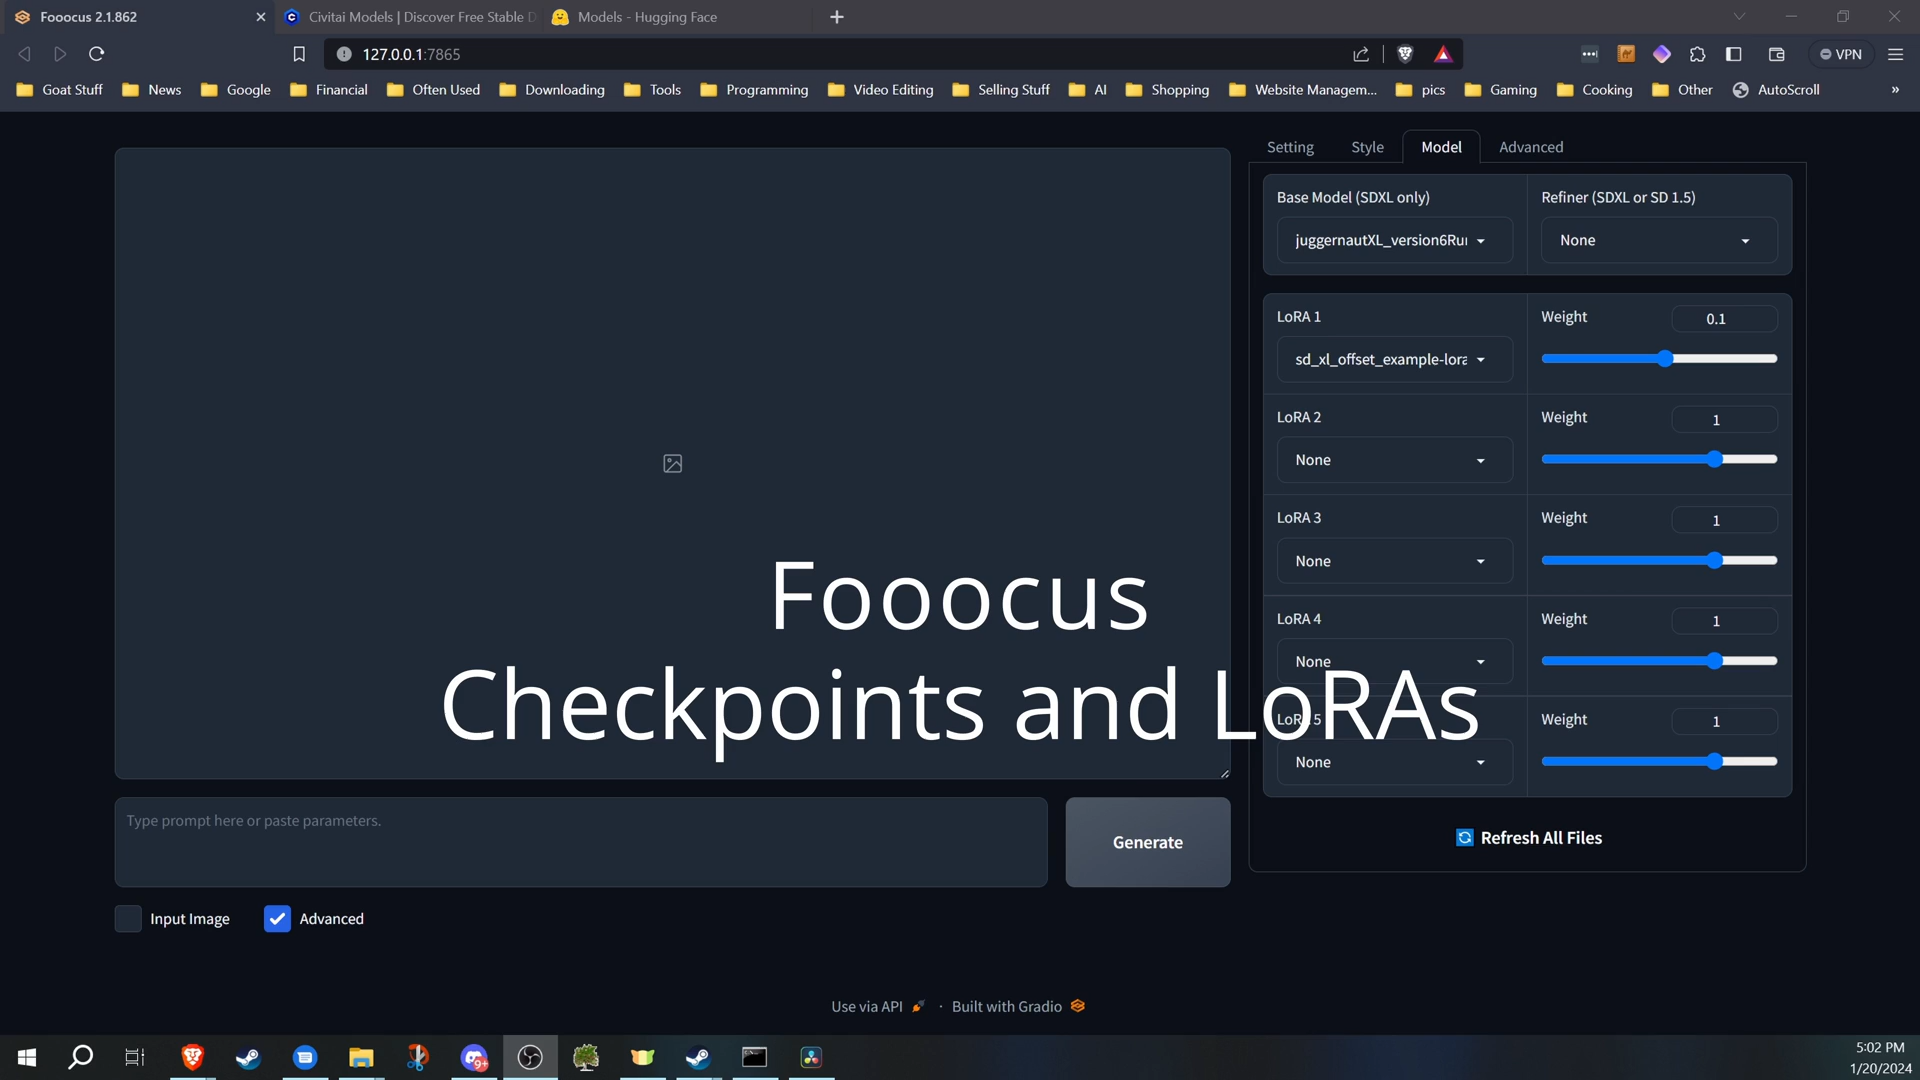 Fooocus 2.1.862
Civitai Models | Discover Free Stable D
Models - Hugging Face
127.0.0.1:7865
VPN
Goat Stuff
News
Google
Financial
Often Used
Downloading
Tools
Programming
Video Editing
Selling Stuff
AI
Shopping
Website Managem...
pics
Gaming
Cooking
Other
AutoScroll
»
Setting
Style
Model
Advanced
Base Model (SDXL only)
Refiner (SDXL or SD 1.5)
juggernautXL_version6Ru
None
LoRA 1
Weight
0.1
sd_xl_offset_example-lora
LoRA 2
Weight
1
None
LoRA 3
Weight
1
None
LoRA 4
Weight
1
None
LoRA 5
Weight
1
None
Fooocus
Checkpoints and LoRAs
Refresh All Files
Type prompt here or paste parameters.
Generate
Input Image
Advanced
Use via API
·
Built with Gradio
9+
5:02 PM
1/20/2024